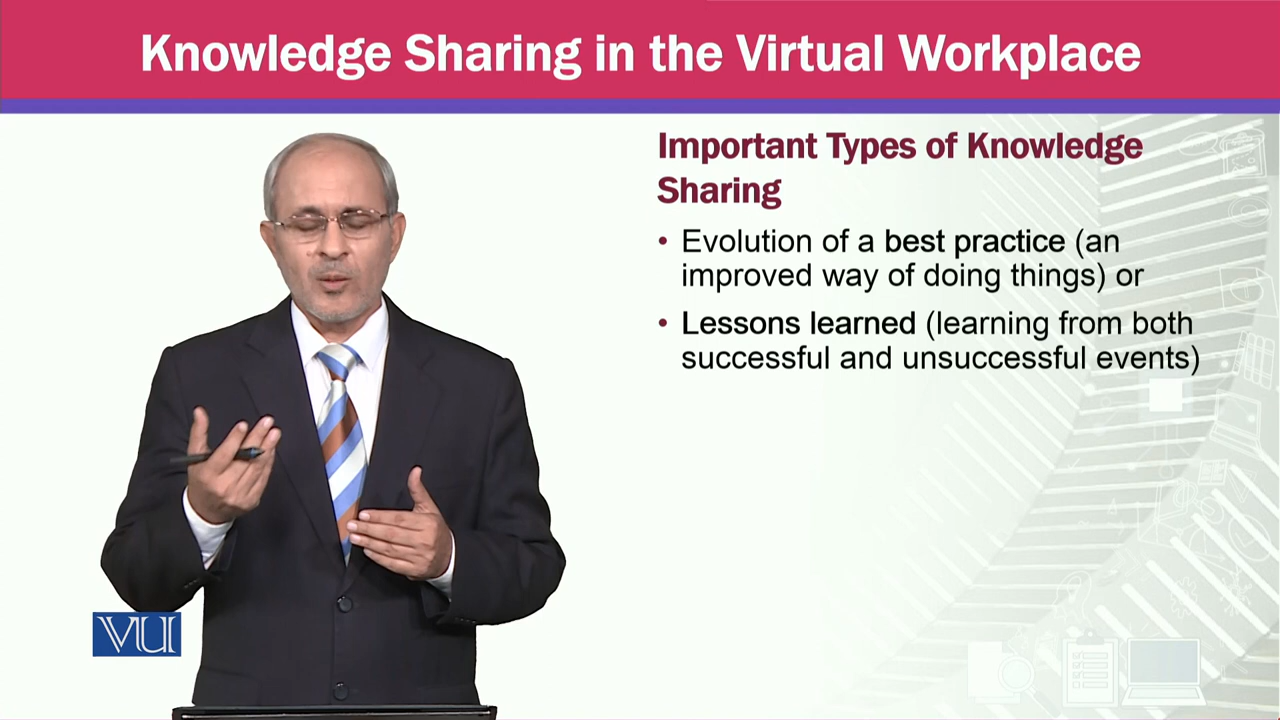 Knowledge Sharing in the Virtual Workplace
Important Types of Knowledge
Sharing
• Evolution of a best practice (an
improved way of doing things) or
• Lessons learned (learning from both
successful and unsuccessful events)
VU